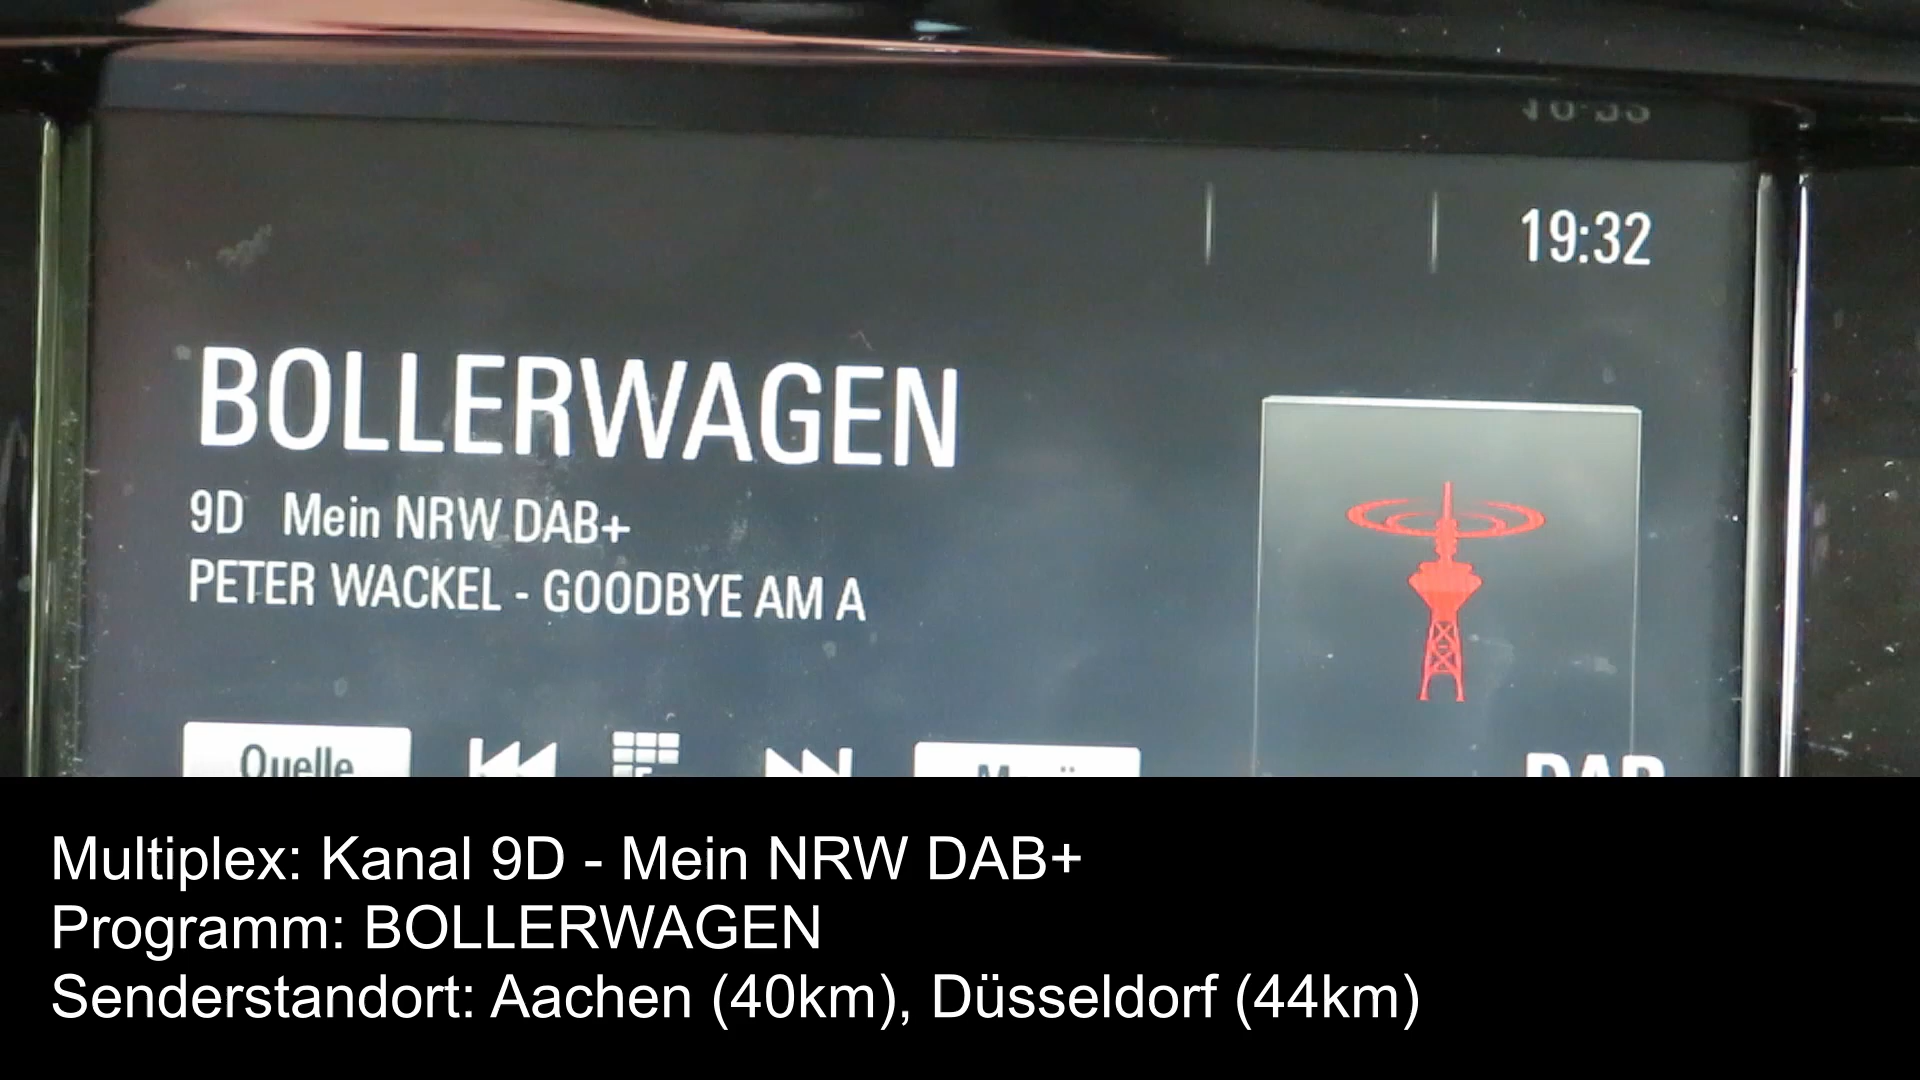 19:32
BOLLERWAGEN
9D Mein NRW DAB+
PETER WACKEL - GOODBYE AM A
Quelle
DAB
Multiplex: Kanal 9D - Mein NRW DAB+
Programm: BOLLERWAGEN
Senderstandort: Aachen (40km), Düsseldorf (44km)